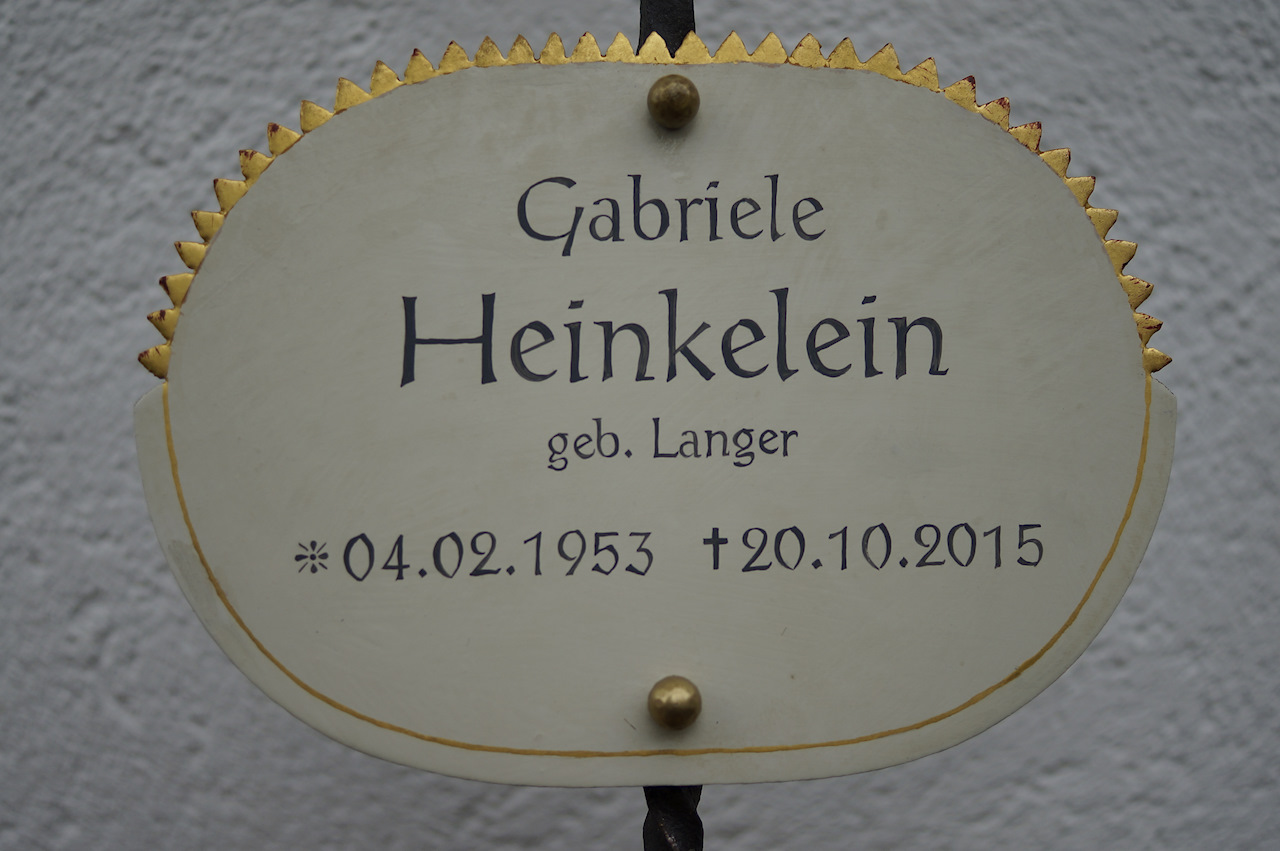 Gabriele
Heinkelein
geb. Langer
* 04.02.1953 † 20.10.2015